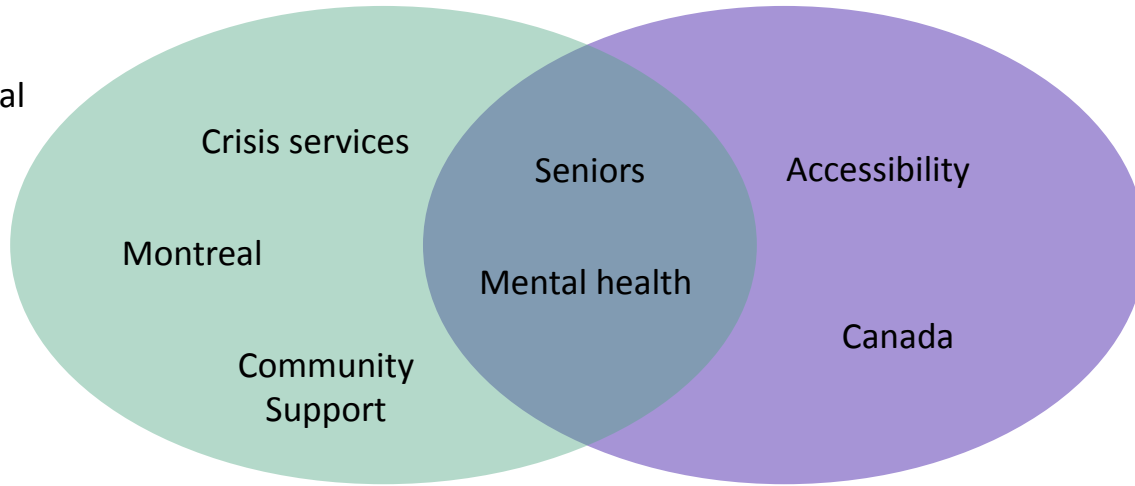 al
Crisis services
Seniors
Accessibility
Montreal
Mental health
Canada
Community
Support